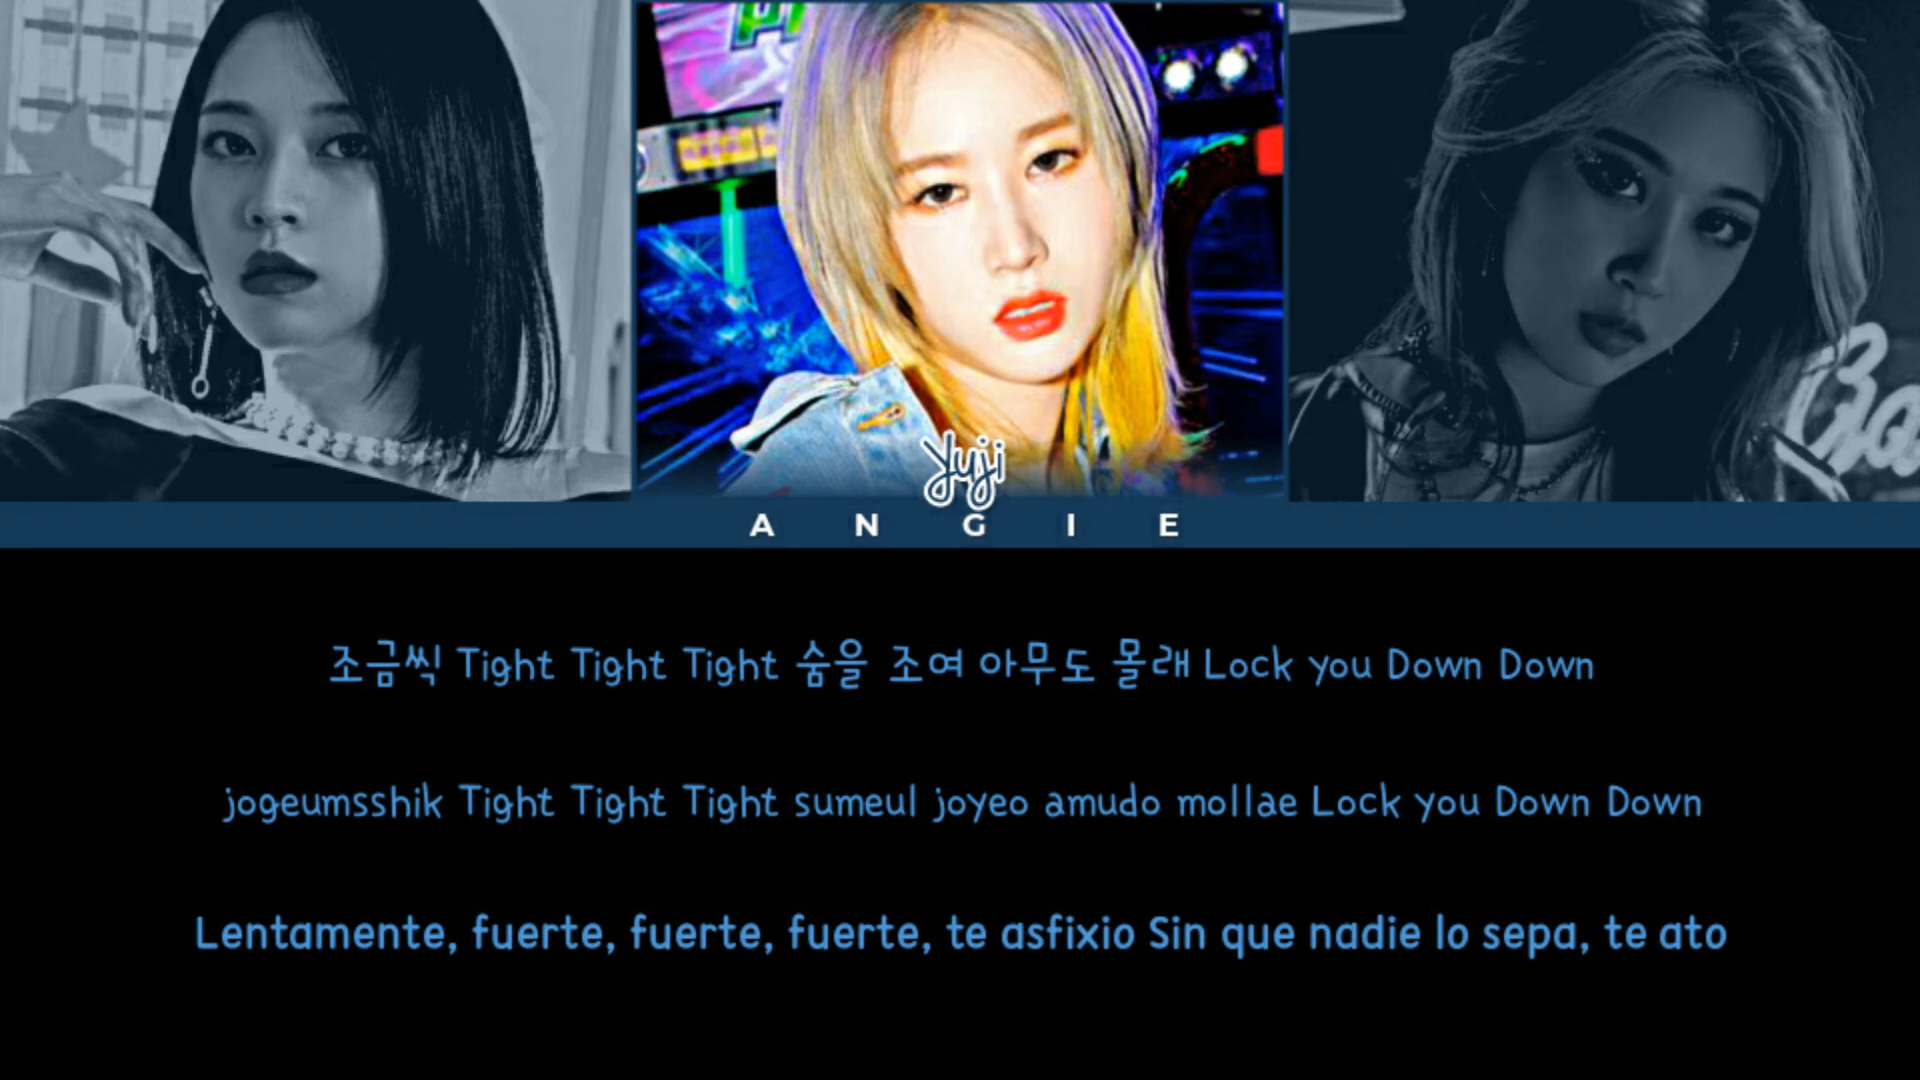 Yuji
A N G I E
조금씩 Tight Tight Tight 숨을 조여 아무도 몰래 Lock you Down Down
jogeumsshik Tight Tight Tight sumeul joyeo amudo mollae Lock you Down Down
Lentamente, fuerte, fuerte, fuerte, te asfixio Sin que nadie lo sepa, te ato